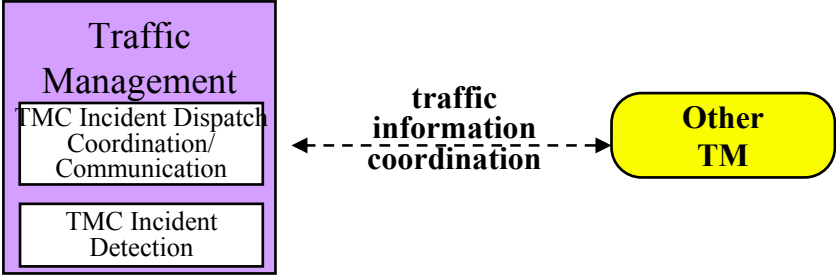 Traffic
Management
TMC Incident Dispatch
Coordination/
Communication
TMC Incident
Detection
traffic
information
coordination
Other
TM